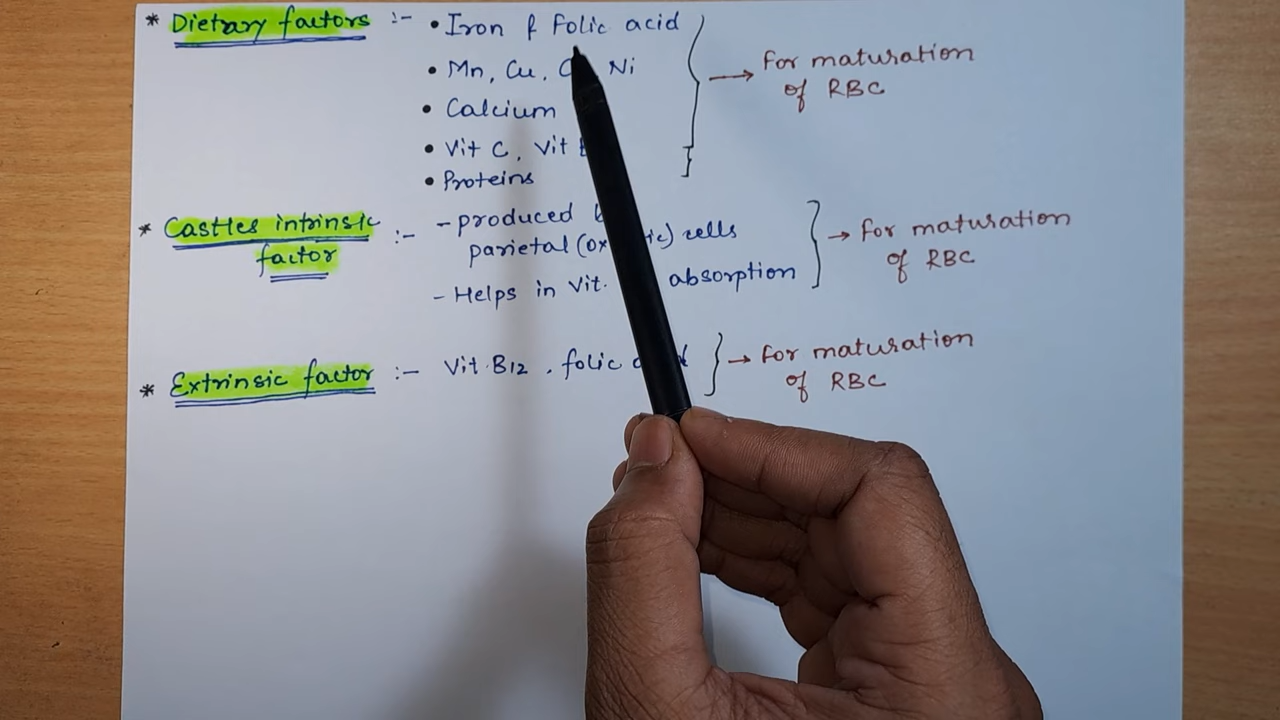 * Dietary factors :- • Iron & Folic acid
• Mn, Cu, Ni
• Calcium
• Vit C, Vit
• Proteins
→ For maturation
of RBC
* Castles intrinsic
factor :- - produced
parietal cells
- Helps in Vit. absorption
→ For maturation
of RBC
* Extrinsic factor :- Vit B12, folic
→ For maturation
of RBC